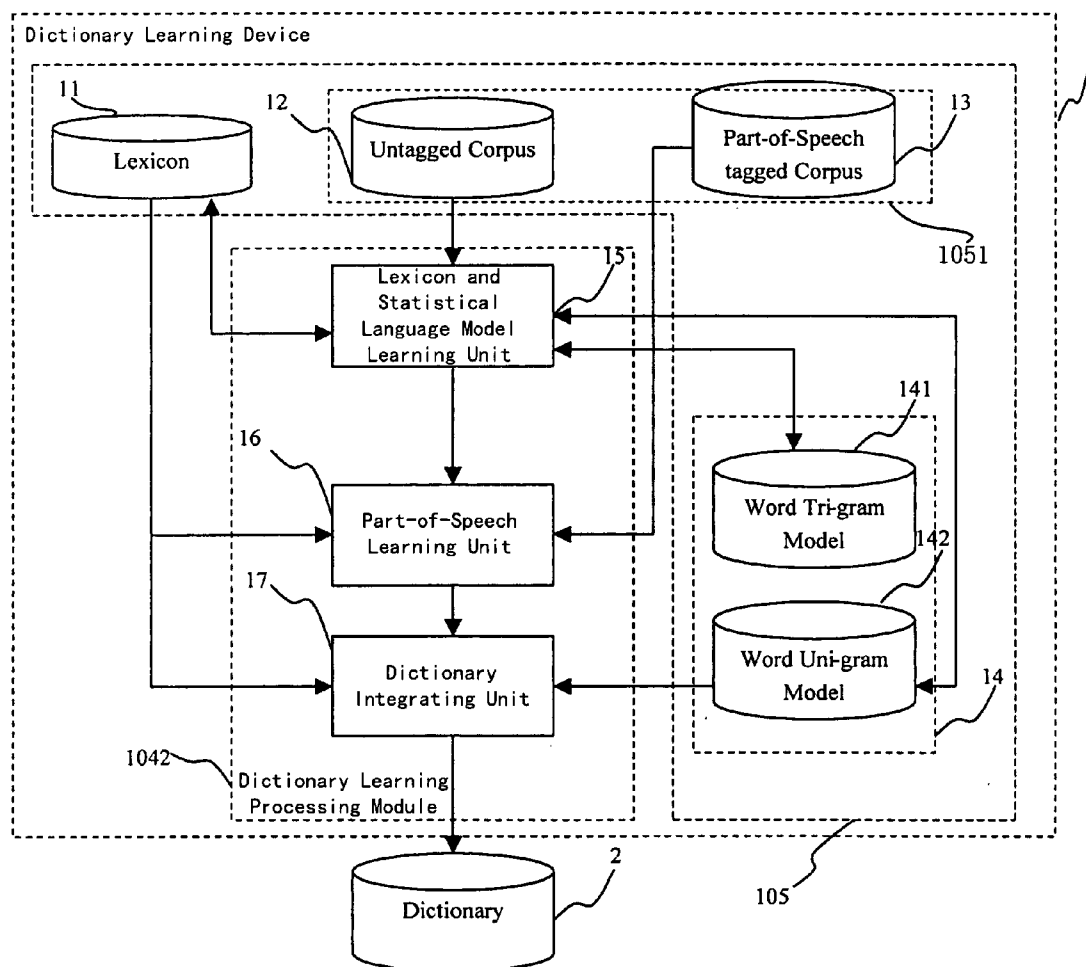 Dictionary Learning Device
11
Lexicon
12
Untagged Corpus
Part-of-Speech
tagged Corpus
13
1051
Lexicon and
Statistical
Language Model
Learning Unit
15
141
Word Tri-gram
Model
16
Part-of-Speech
Learning Unit
142
Word Uni-gram
Model
17
Dictionary
Integrating Unit
14
1042
Dictionary Learning
Processing Module
105
2
Dictionary